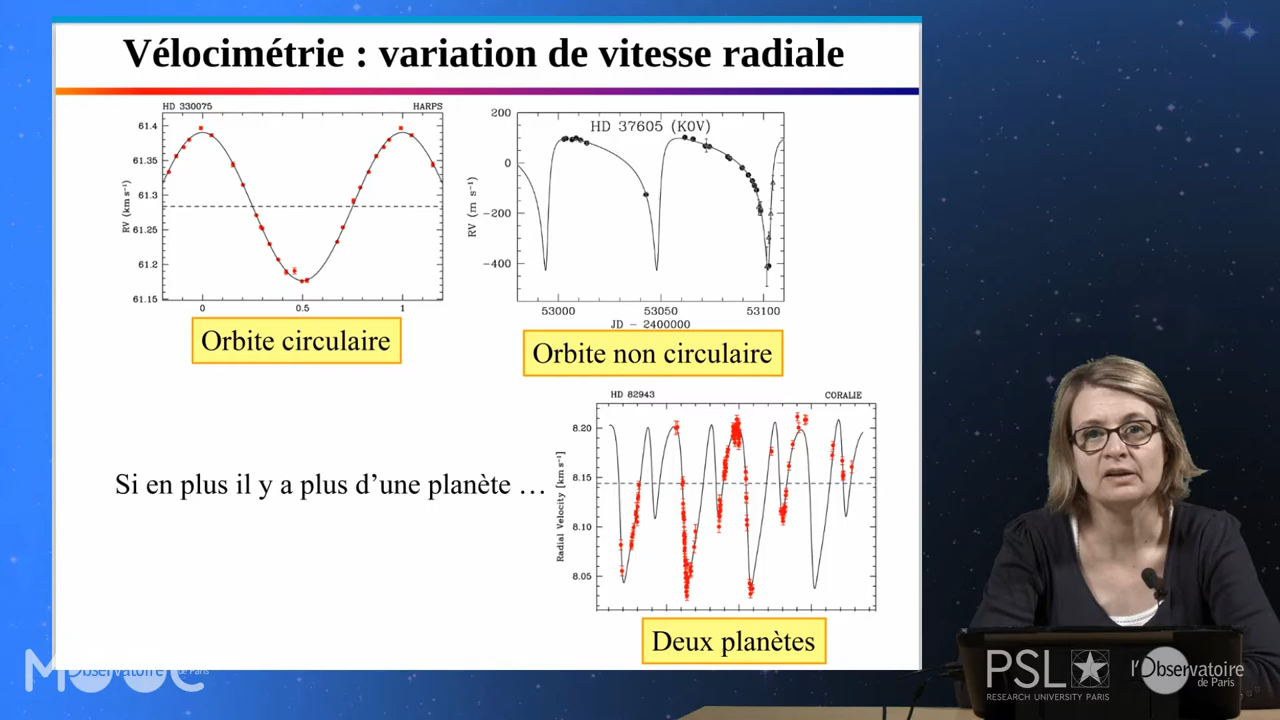 Vélocimétrie : variation de vitesse radiale
HD 330075
HARPS
61.4
61.35
61.3
61.25
61.2
61.15
RV (km s⁻¹)
0
0.5
1
Orbite circulaire
HD 37605 (K0V)
200
0
−200
−400
RV (m s⁻¹)
53000
53050
53100
JD − 2400000
Orbite non circulaire
Si en plus il y a plus d’une planète …
HD 82943
CORALIE
8.20
8.15
8.10
8.05
Radial Velocity [km s⁻¹]
Deux planètes
MOOC
l'Observatoire
de Paris
PSL
RESEARCH UNIVERSITY PARIS
l'Observatoire
de Paris